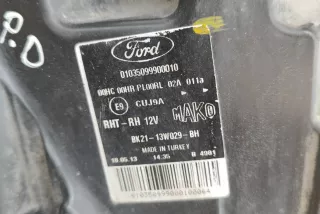 P.D
Ford
01035099900010
00HC 00HR PL00RL 02A 011a
E9 CUJ9A MAKO
RHT-RH 12V
BK21-13W029-BH
MADE IN TURKEY
10.05.13 14.35 B 4901